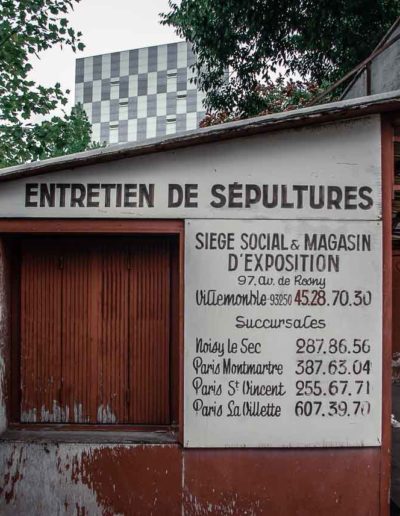 ENTRETIEN DE SÉPULTURES
SIEGE SOCIAL & MAGASIN
D'EXPOSITION
97. av. de Rosny
Villemonble - 93250 45.28.70.30
Succursales
Noisy le Sec 287.86.56
Paris Montmartre 387.63.04
Paris St Vincent 255.67.71
Paris La Villette 607.39.70